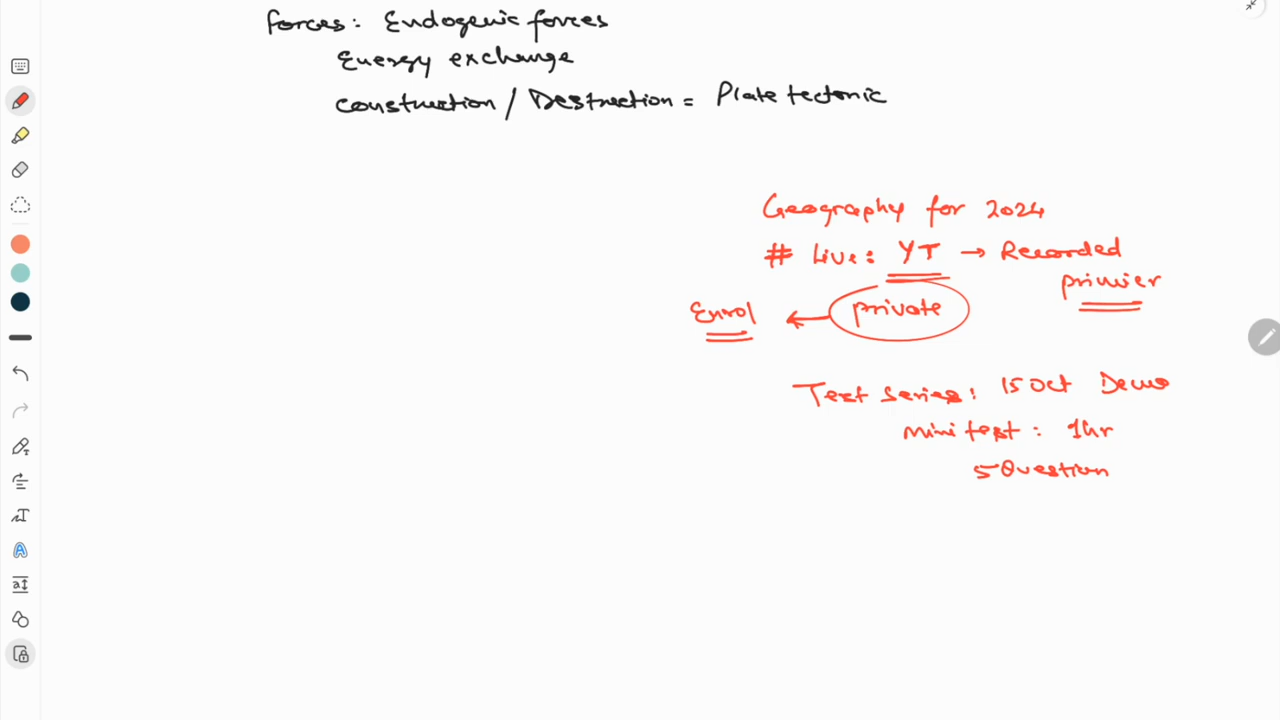 Forces: Endogenic forces
Energy exchange
Construction / Destruction = Plate tectonic
Geography for 2024
# Live: YT → Recorded
primier
Enrol ← private
Test Series: 15 Oct Demo
Mini test: 1hr
5 Question